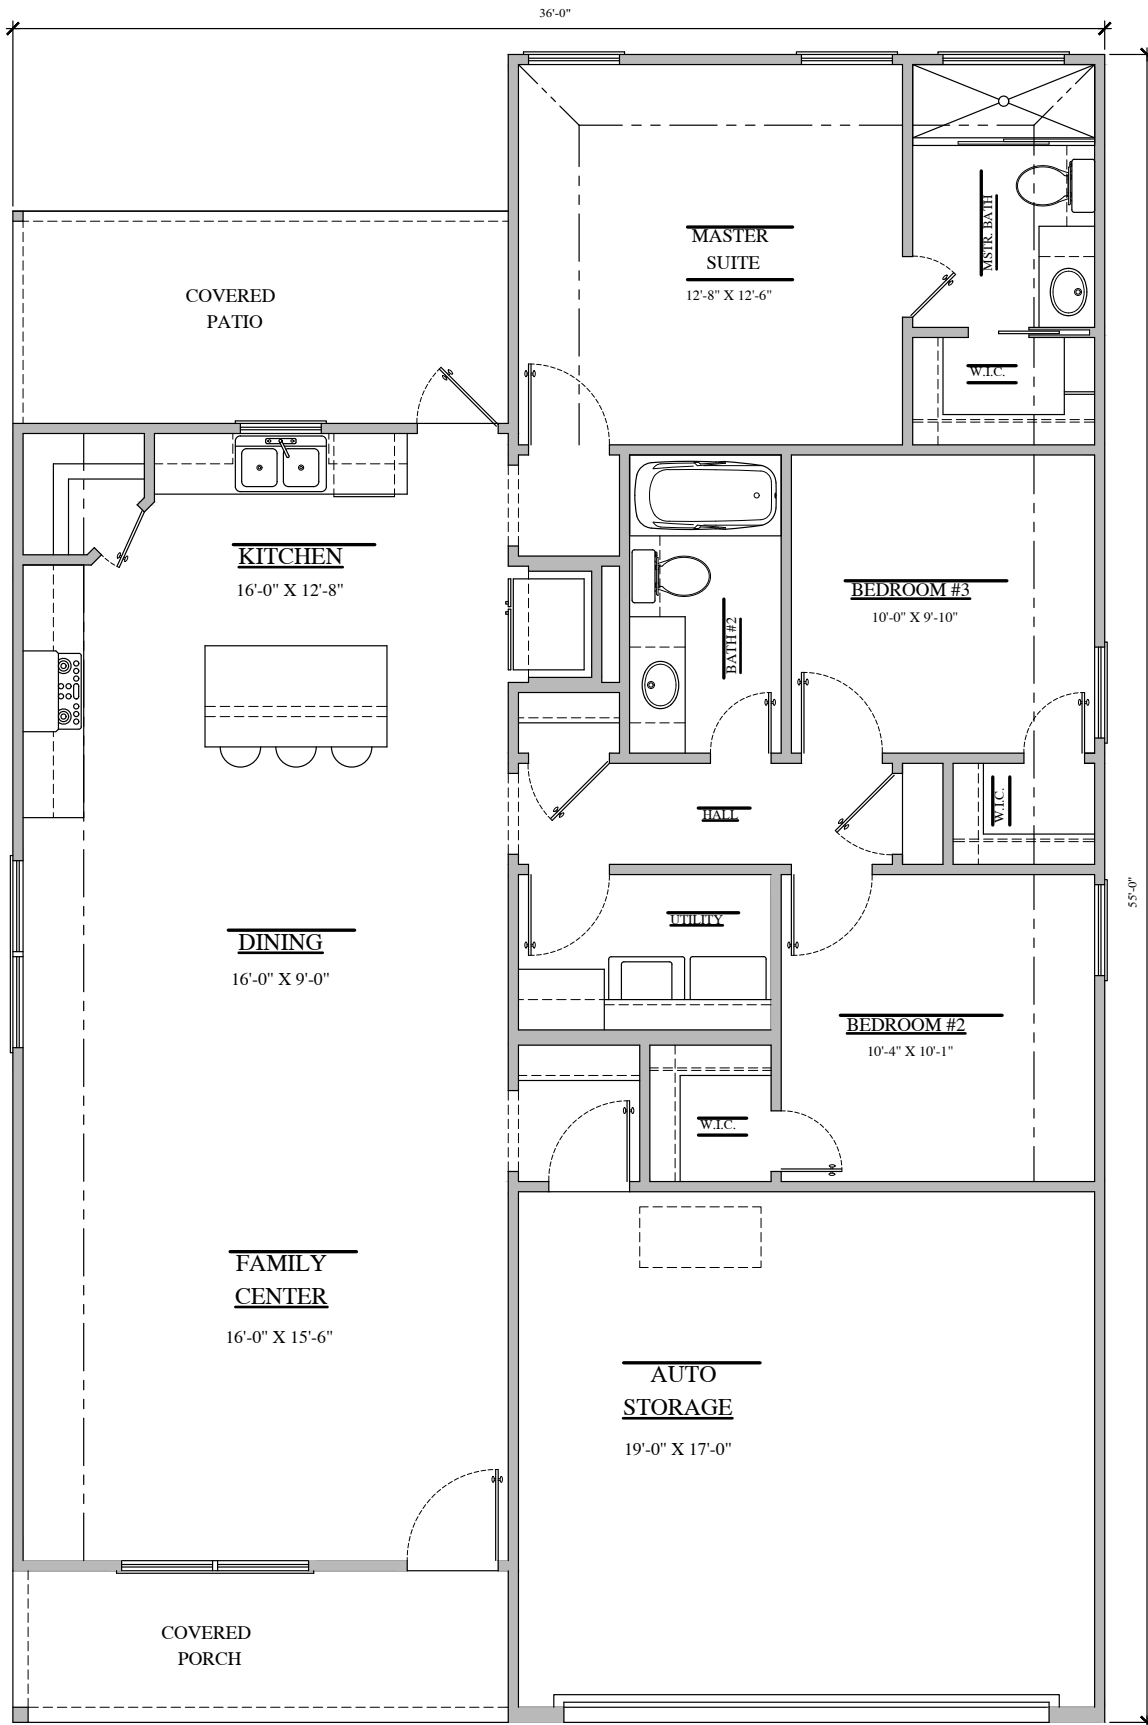 36'-0"
MASTER
SUITE
12'-8" X 12'-6"
MSTR. BATH
COVERED
PATIO
W.I.C.
KITCHEN
16'-0" X 12'-8"
BATH #2
BEDROOM #3
10'-0" X 9'-10"
HALL
W.I.C.
55'-0"
UTILITY
DINING
16'-0" X 9'-0"
BEDROOM #2
10'-4" X 10'-1"
W.I.C.
FAMILY
CENTER
16'-0" X 15'-6"
AUTO
STORAGE
19'-0" X 17'-0"
COVERED
PORCH